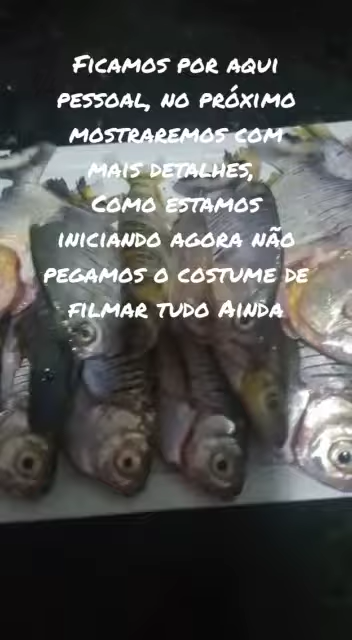 Ficamos por aqui
pessoal, no próximo
mostraremos com
mais detalhes,
Como estamos
iniciando agora não
pegamos o costume de
filmar tudo Ainda